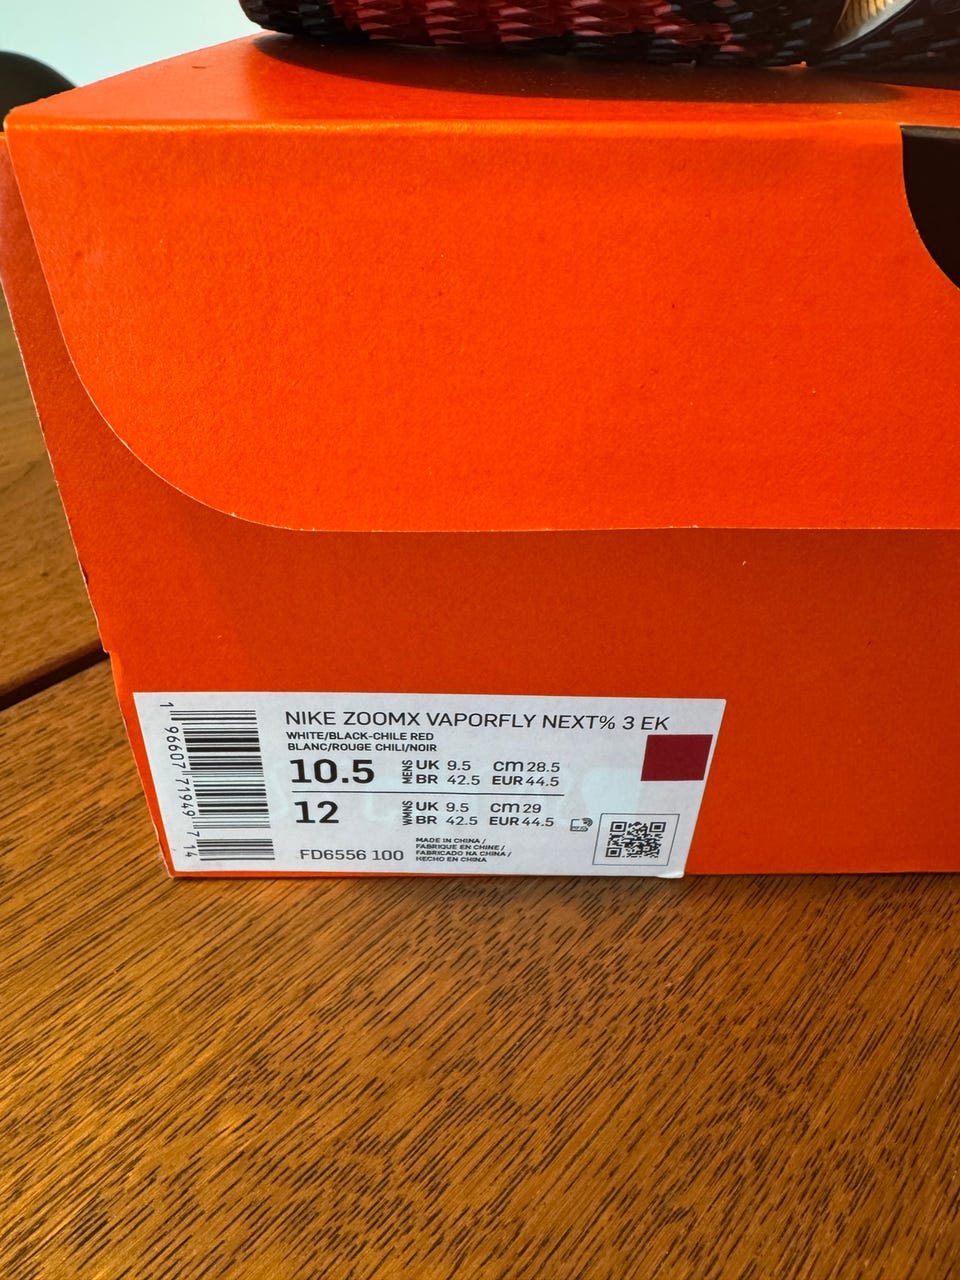 NIKE ZOOMX VAPORFLY NEXT% 3 EK
WHITE/BLACK-CHILE RED
BLANC/ROUGE CHILI/NOIR
10.5 MENS UK 9.5 cm 28.5
BR 42.5 EUR 44.5
12 WMNS UK 9.5 cm 29
BR 42.5 EUR 44.5
FD6556 100
MADE IN CHINA /
FABRIQUE EN CHINE /
FABRICADO NA CHINA /
HECHO EN CHINA
1 96607 71949 7 14